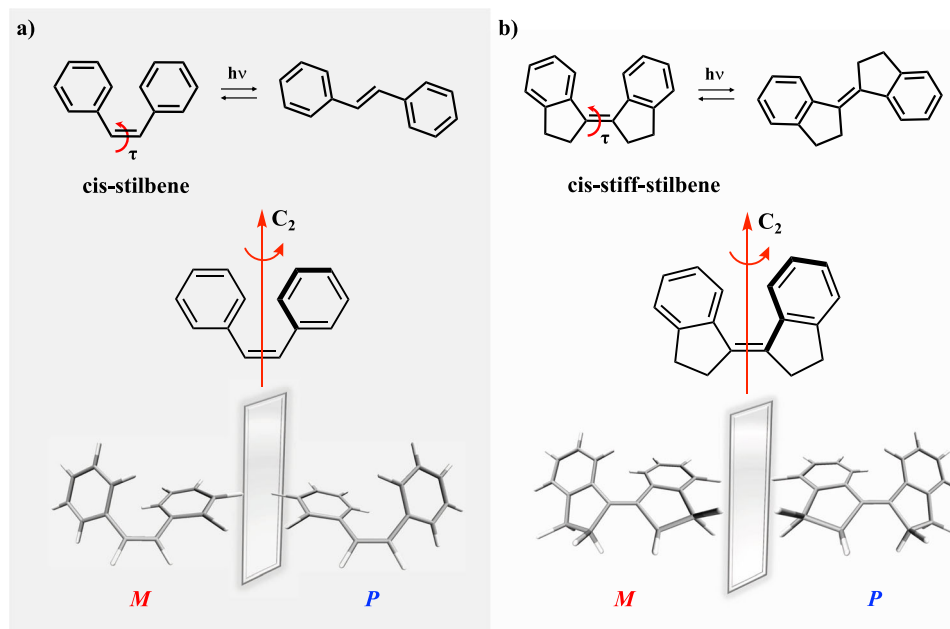 a)
hν
τ
cis-stilbene
C₂
M
P
b)
hν
τ
cis-stiff-stilbene
C₂
M
P